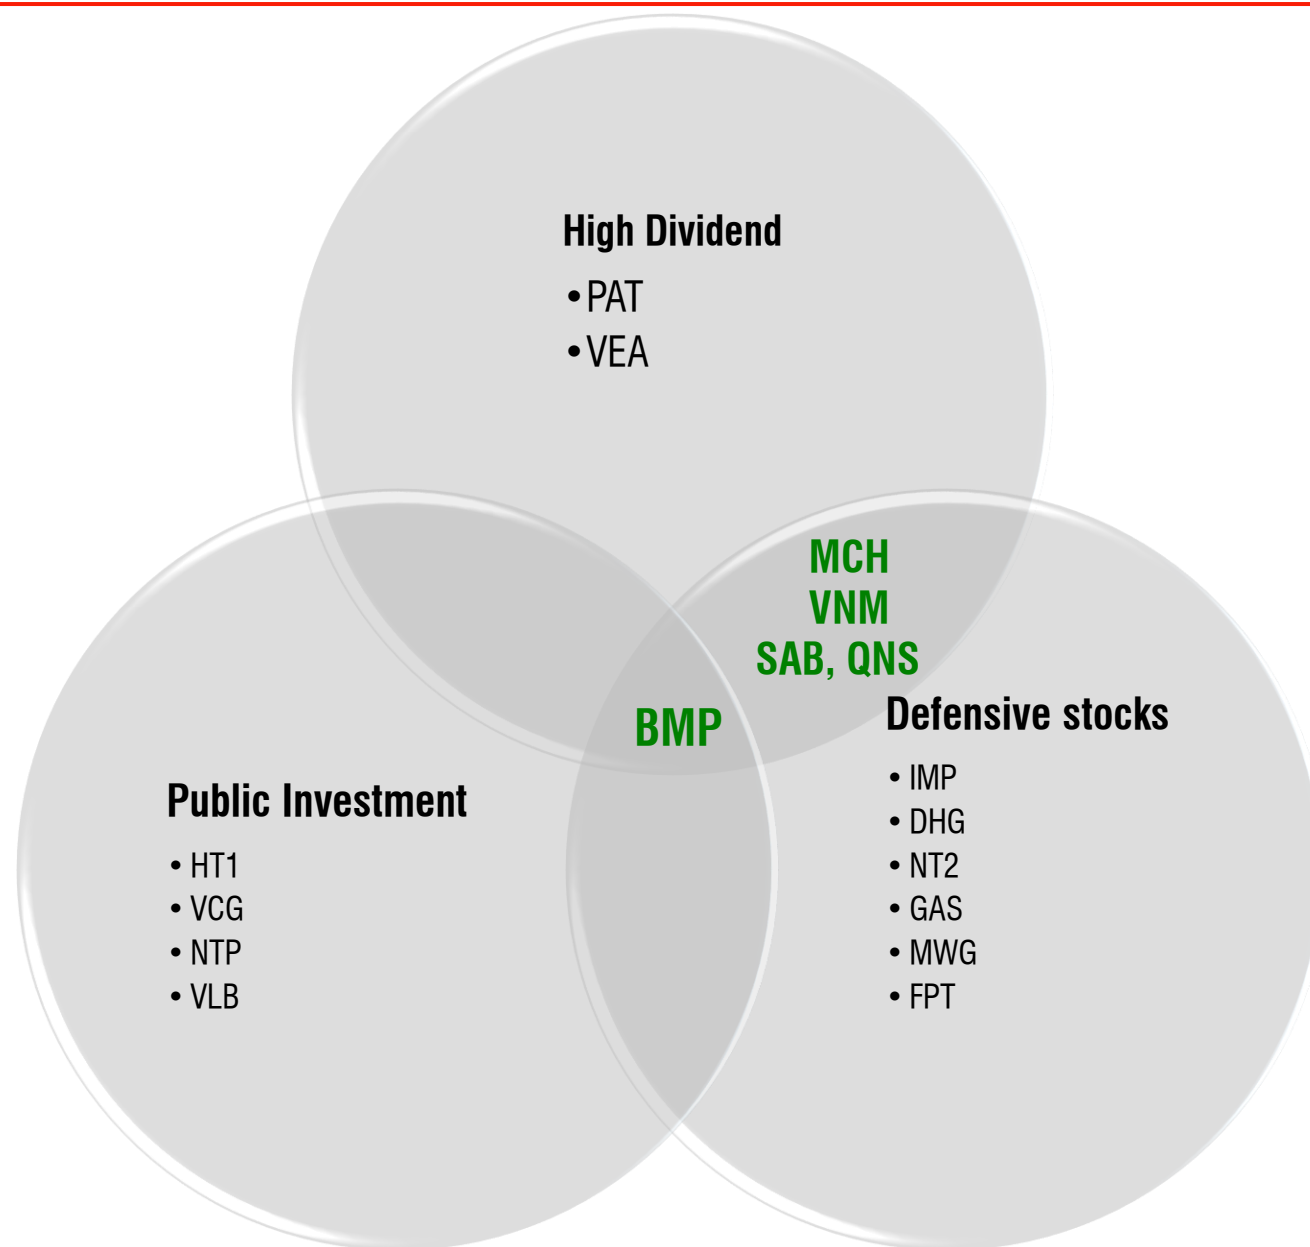 High Dividend
•PAT
•VEA
MCH
VNM
SAB, QNS
BMP
Public Investment
• HT1
• VCG
• NTP
• VLB
Defensive stocks
• IMP
• DHG
• NT2
• GAS
• MWG
• FPT